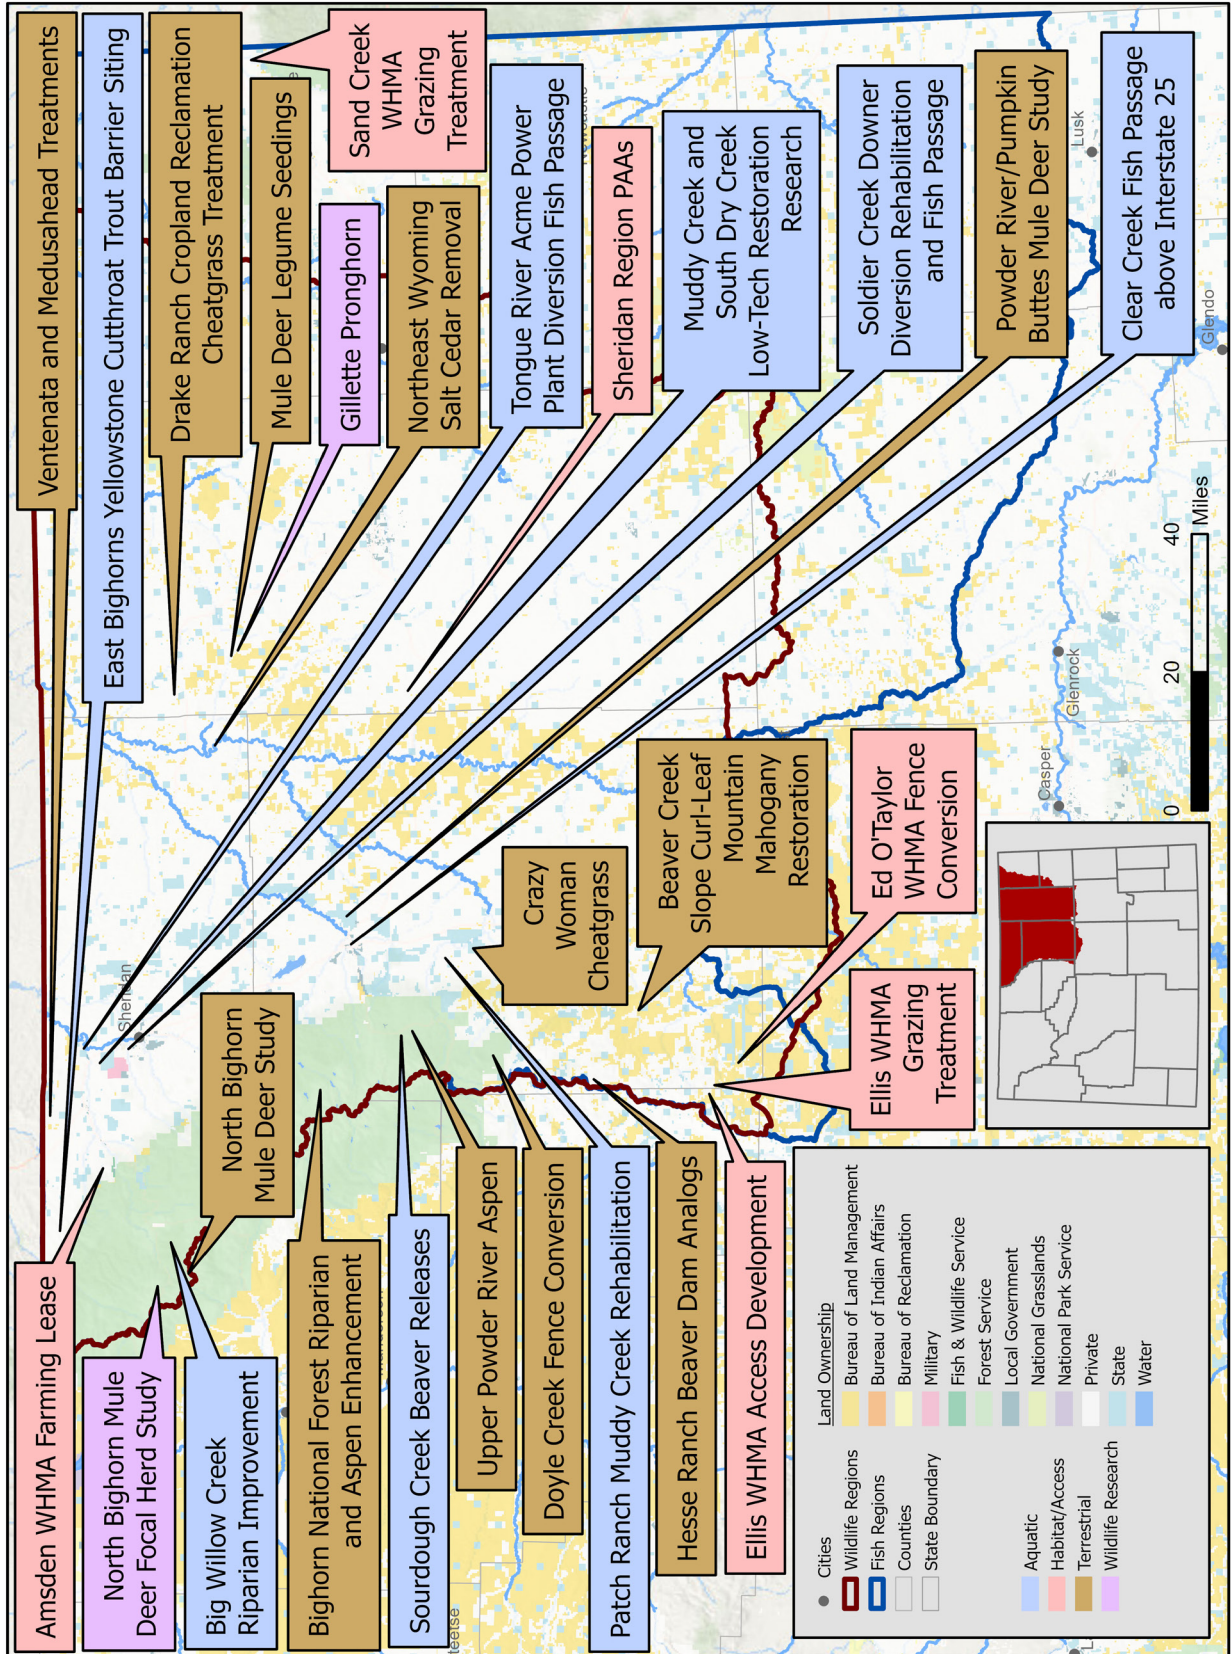 Amsden WHMA Farming Lease
North Bighorn Mule
Deer Focal Herd Study
Big Willow Creek
Riparian Improvement
North Bighorn
Mule Deer Study
Bighorn National Forest Riparian
and Aspen Enhancement
Sourdough Creek Beaver Releases
Upper Powder River Aspen
Doyle Creek Fence Conversion
Patch Ranch Muddy Creek Rehabilitation
Hesse Ranch Beaver Dam Analogs
Ellis WHMA Access Development
Ventenata and Medusahead Treatments
East Bighorns Yellowstone Cutthroat Trout Barrier Siting
Drake Ranch Cropland Reclamation
Cheatgrass Treatment
Sand Creek
WHMA
Grazing
Treatment
Mule Deer Legume Seedings
Gillette Pronghorn
Northeast Wyoming
Salt Cedar Removal
Tongue River Acme Power
Plant Diversion Fish Passage
Sheridan Region PAAs
Muddy Creek and
South Dry Creek
Low-Tech Restoration
Research
Soldier Creek Downer
Diversion Rehabilitation
and Fish Passage
Powder River/Pumpkin
Buttes Mule Deer Study
Clear Creek Fish Passage
above Interstate 25
Crazy
Woman
Cheatgrass
Beaver Creek
Slope Curl-Leaf
Mountain
Mahogany
Restoration
Ed O'Taylor
WHMA Fence
Conversion
Ellis WHMA
Grazing
Treatment
Sheridan
Lusk
Glendo
Glenrock
Casper
0
20
40
Miles
Cities
Wildlife Regions
Fish Regions
Counties
State Boundary
Aquatic
Habitat/Access
Terrestrial
Wildlife Research
Land Ownership
Bureau of Land Management
Bureau of Indian Affairs
Bureau of Reclamation
Military
Fish & Wildlife Service
Forest Service
Local Government
National Grasslands
National Park Service
Private
State
Water